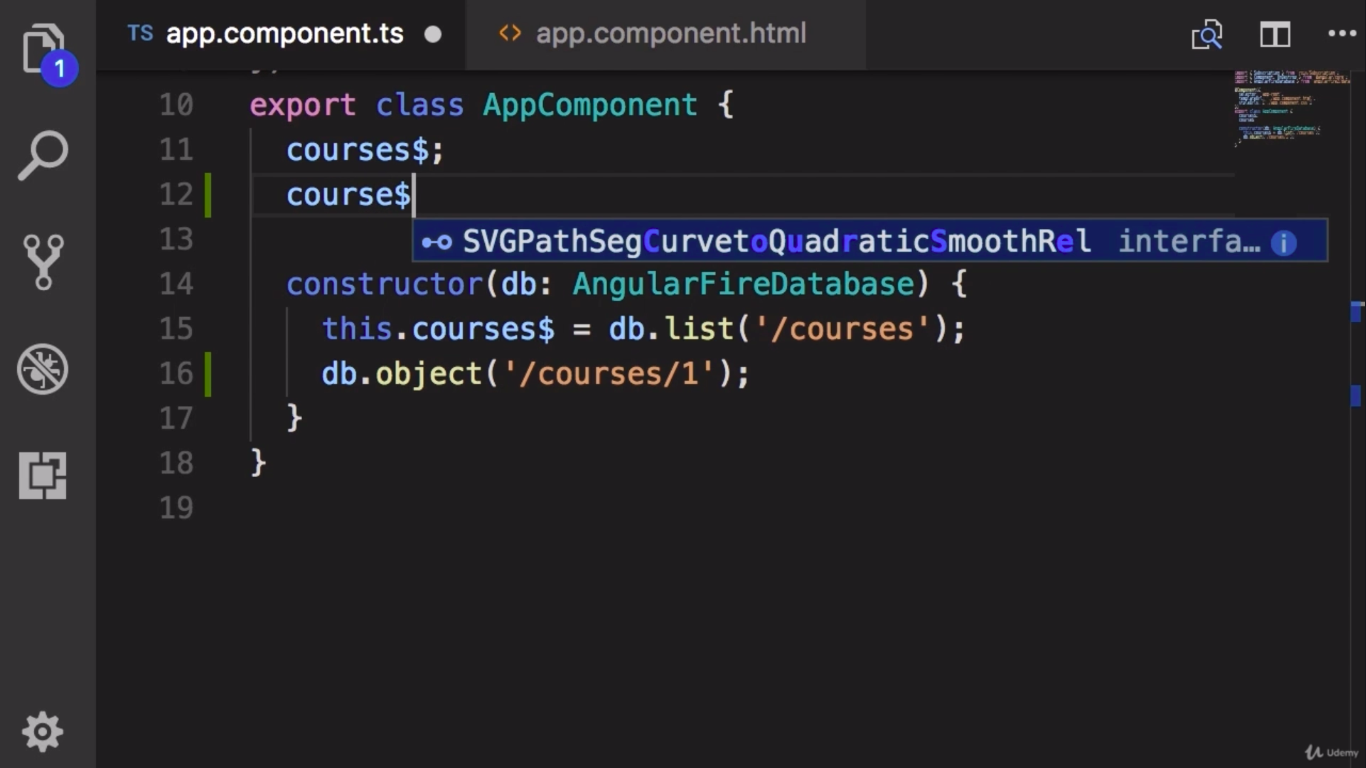 1
TS app.component.ts
<> app.component.html
10 export class AppComponent {
11 courses$;
12 course$
SVGPathSegCurvetoQuadraticSmoothRel interfa…
13
14 constructor(db: AngularFireDatabase) {
15 this.courses$ = db.list('/courses');
16 db.object('/courses/1');
17 }
18 }
19
Udemy